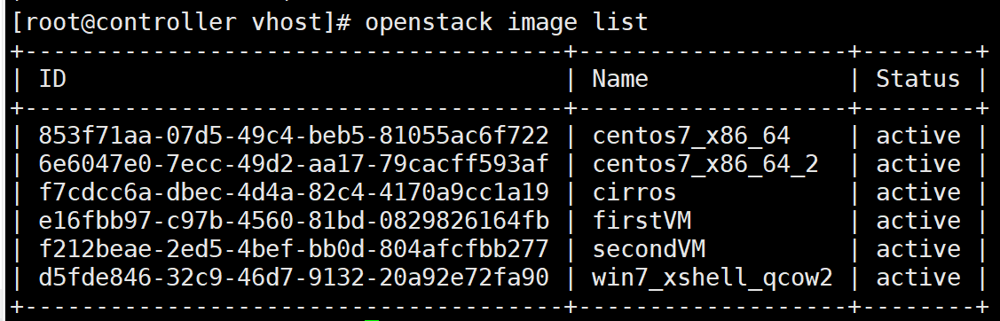 [root@controller vhost]# openstack image list
+--------------------------------------+-------------------+--------+
| ID                                   | Name              | Status |
+--------------------------------------+-------------------+--------+
| 853f71aa-07d5-49c4-beb5-81055ac6f722 | centos7_x86_64    | active |
| 6e6047e0-7ecc-49d2-aa17-79cacff593af | centos7_x86_64_2  | active |
| f7cdcc6a-dbec-4d4a-82c4-4170a9cc1a19 | cirros            | active |
| e16fbb97-c97b-4560-81bd-0829826164fb | firstVM           | active |
| f212beae-2ed5-4bef-bb0d-804afcfbb277 | secondVM          | active |
| d5fde846-32c9-46d7-9132-20a92e72fa90 | win7_xshell_qcow2 | active |
+--------------------------------------+-------------------+--------+